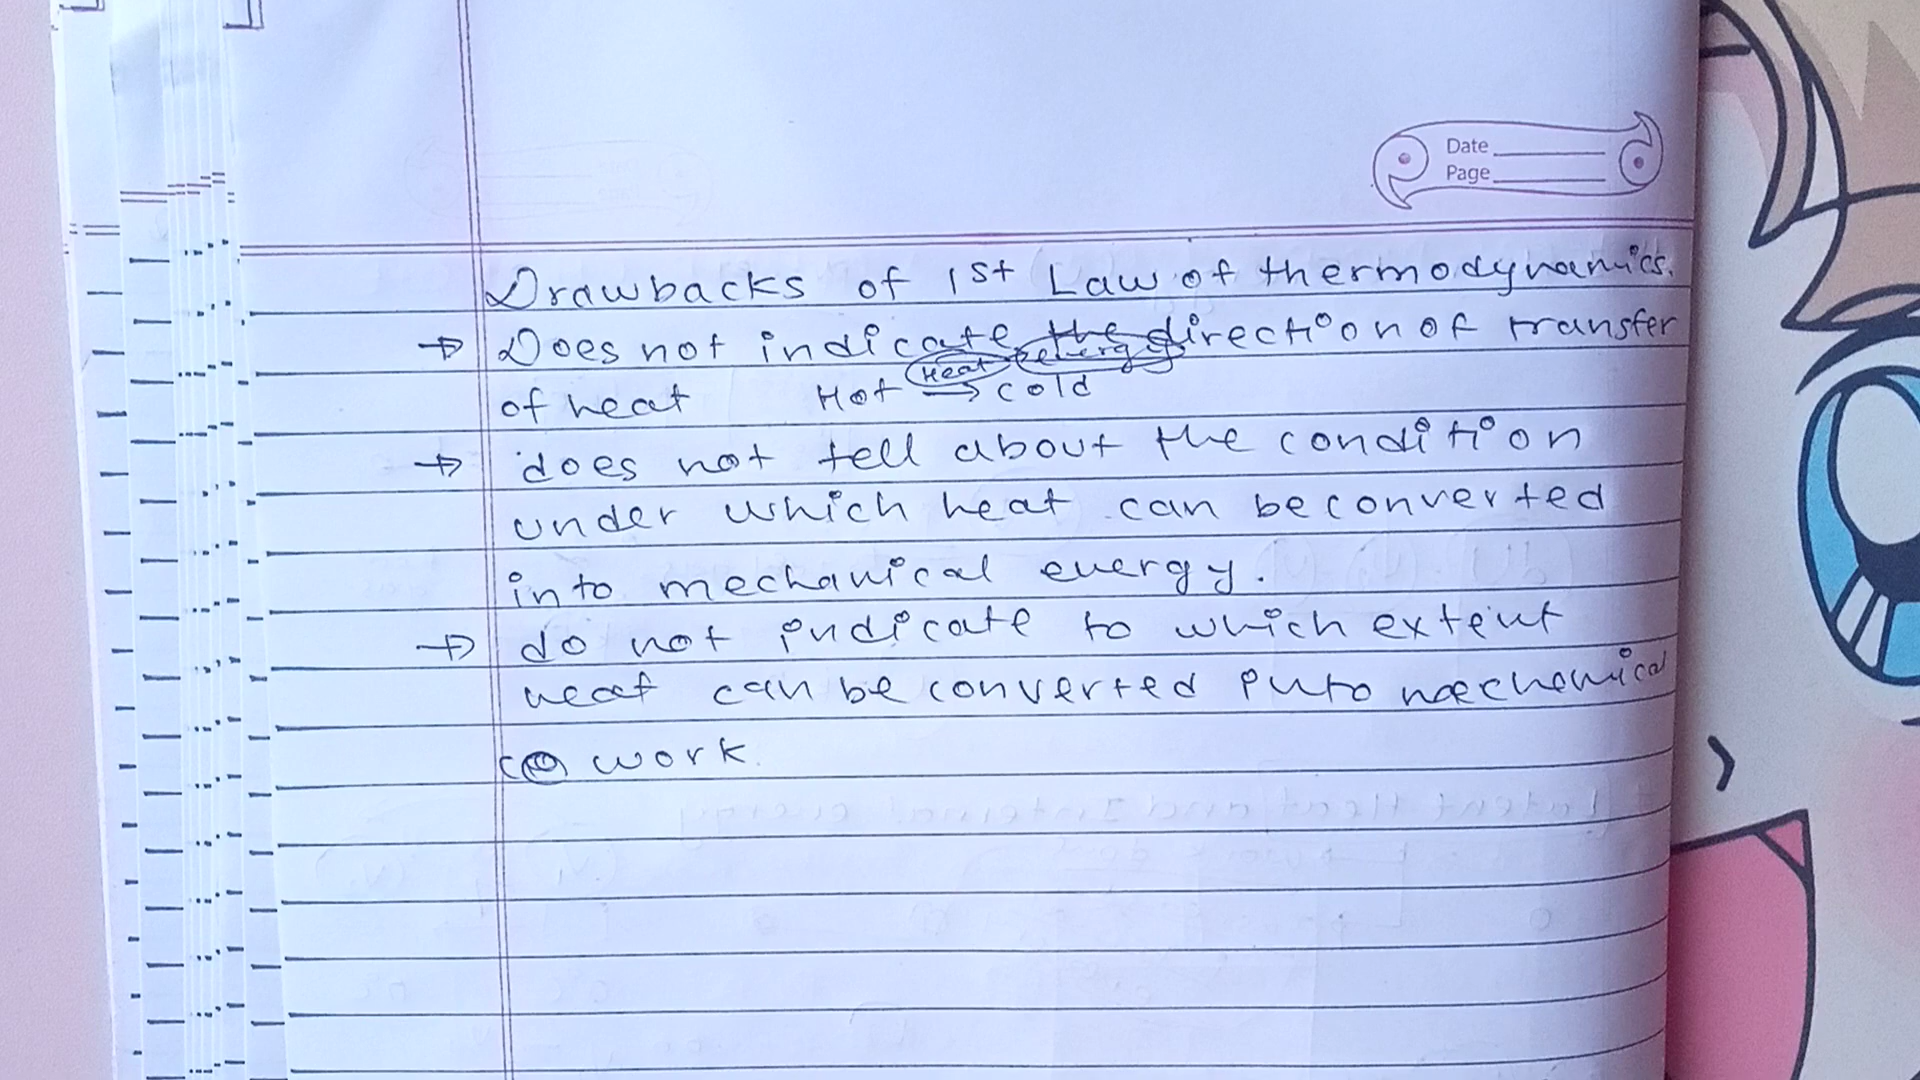 Date
Page
Drawbacks of 1st Law of thermodynamics.
→ Does not indicate the direction of transfer
Heat energy
of heat Hot → cold
→ does not tell about the condition
under which heat can be converted
into mechanical energy.
→ do not indicate to which extent
heat can be converted into mechanical
work.